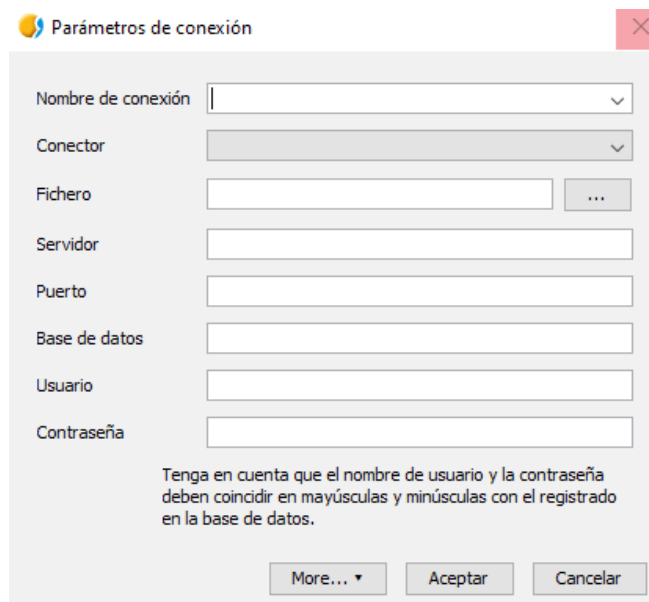 Parámetros de conexión
Nombre de conexión
Conector
Fichero
...
Servidor
Puerto
Base de datos
Usuario
Contraseña
Tenga en cuenta que el nombre de usuario y la contraseña
deben coincidir en mayúsculas y minúsculas con el registrado
en la base de datos.
More... ▾ Aceptar Cancelar